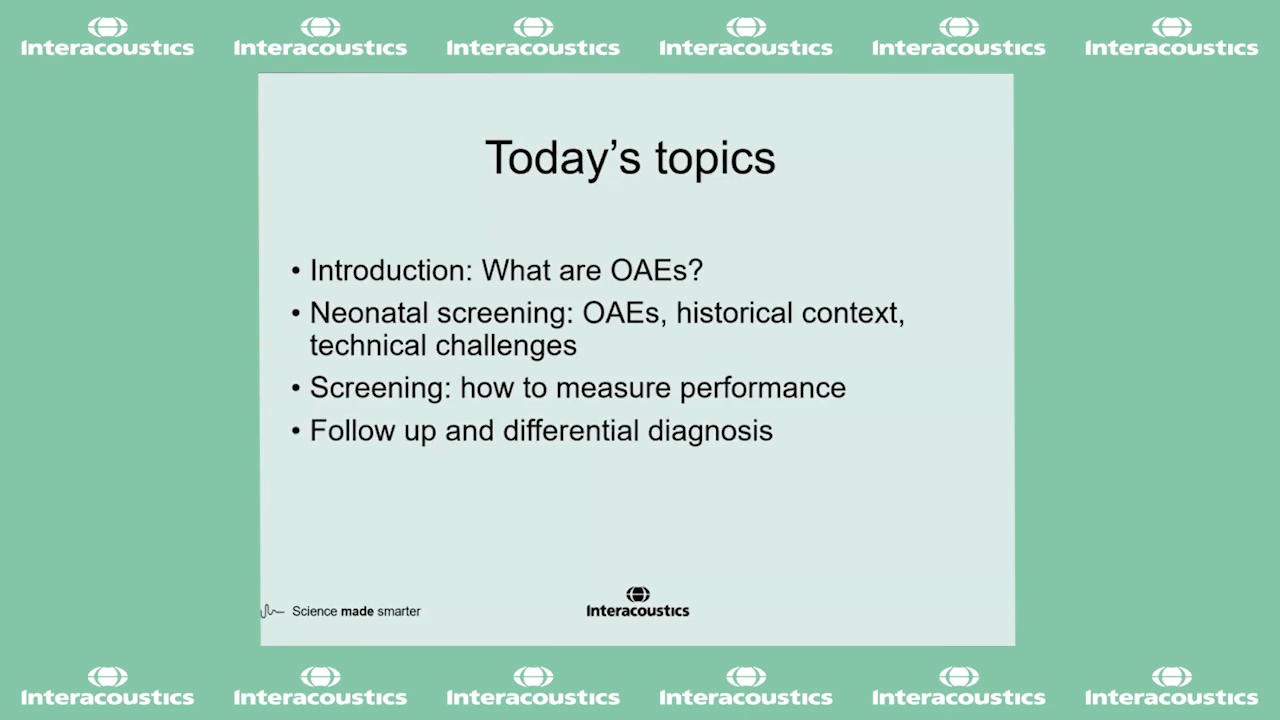 Interacoustics Interacoustics Interacoustics Interacoustics Interacoustics Interacoustics
Today’s topics
• Introduction: What are OAEs?
• Neonatal screening: OAEs, historical context,
technical challenges
• Screening: how to measure performance
• Follow up and differential diagnosis
Science made smarter
Interacoustics
Interacoustics Interacoustics Interacoustics Interacoustics Interacoustics Interacoustics